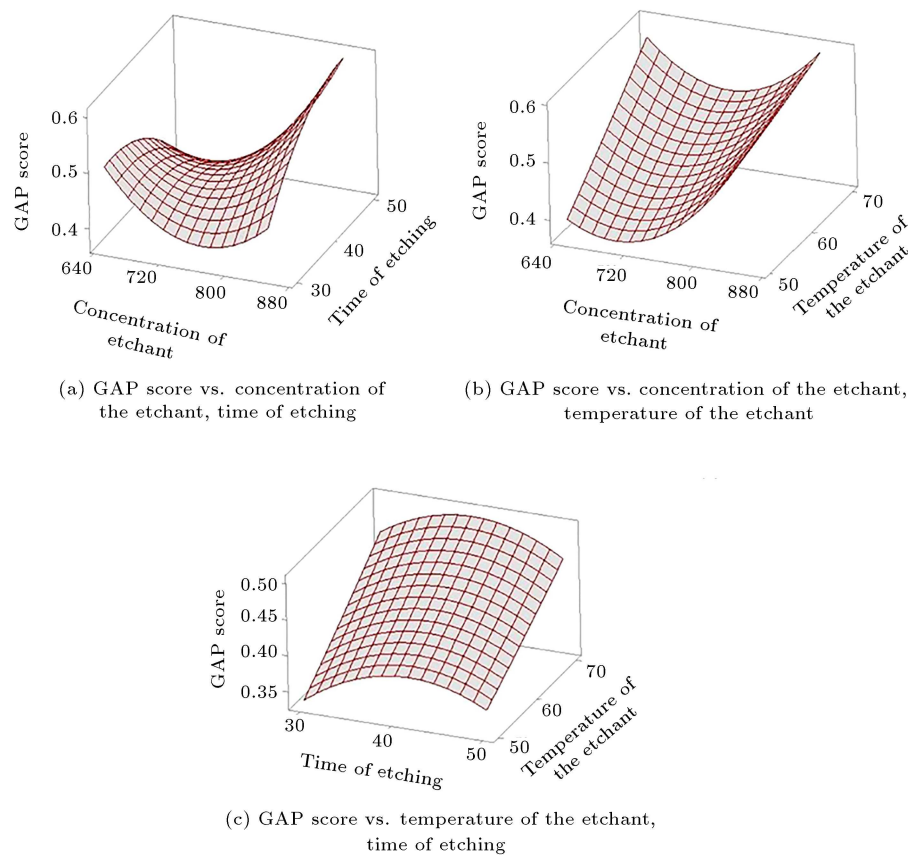 GAP score
0.6
0.5
0.4
640
720
800
880
Concentration of
etchant
30
40
50
Time of etching
(a) GAP score vs. concentration of
the etchant, time of etching
GAP score
0.6
0.5
0.4
640
720
800
880
Concentration of
etchant
50
60
70
Temperature of
the etchant
(b) GAP score vs. concentration of the etchant,
temperature of the etchant
GAP score
0.50
0.45
0.40
0.35
30
40
50
Time of etching
50
60
70
Temperature of
the etchant
(c) GAP score vs. temperature of the etchant,
time of etching